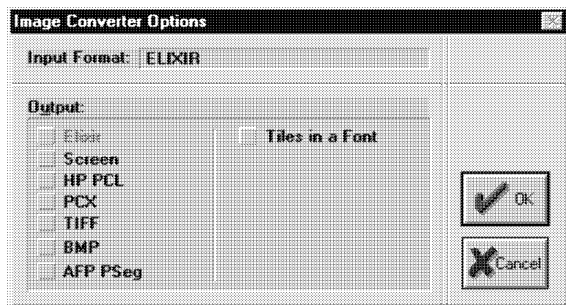 Image Converter Options
Input Format: ELIXIR
Output:
Elixir
Tiles in a Font
Screen
HP PCL
PCX
TIFF
BMP
AFP PSeg
OK
Cancel